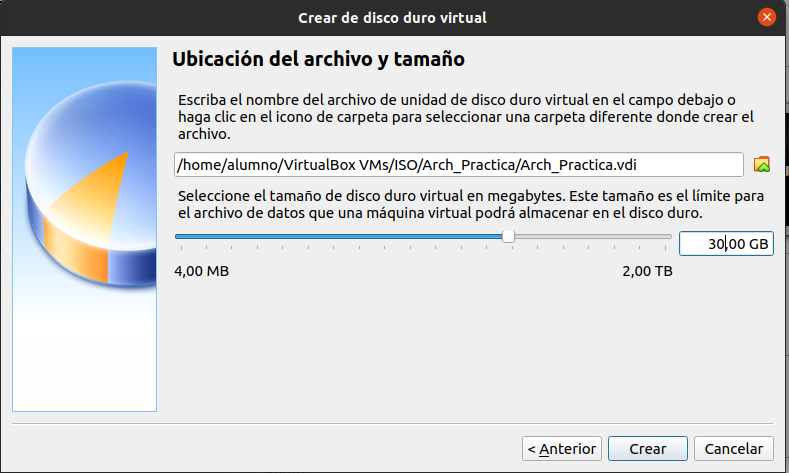 Crear de disco duro virtual
Ubicación del archivo y tamaño
Escriba el nombre del archivo de unidad de disco duro virtual en el campo debajo o
haga clic en el icono de carpeta para seleccionar una carpeta diferente donde crear el
archivo.
/home/alumno/VirtualBox VMs/ISO/Arch_Practica/Arch_Practica.vdi
Seleccione el tamaño de disco duro virtual en megabytes. Este tamaño es el límite para
el archivo de datos que una máquina virtual podrá almacenar en el disco duro.
30,00 GB
4,00 MB 2,00 TB
< Anterior Crear Cancelar